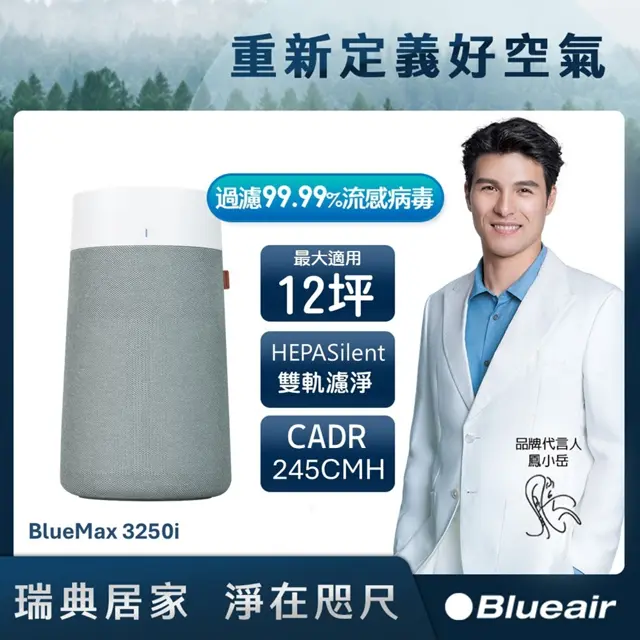 重新定義好空氣
過濾99.99%流感病毒
最大適用
12坪
HEPASilent
雙軌濾淨
CADR
245CMH
品牌代言人
鳳小岳
BlueMax 3250i
瑞典居家 淨在咫尺
Blueair